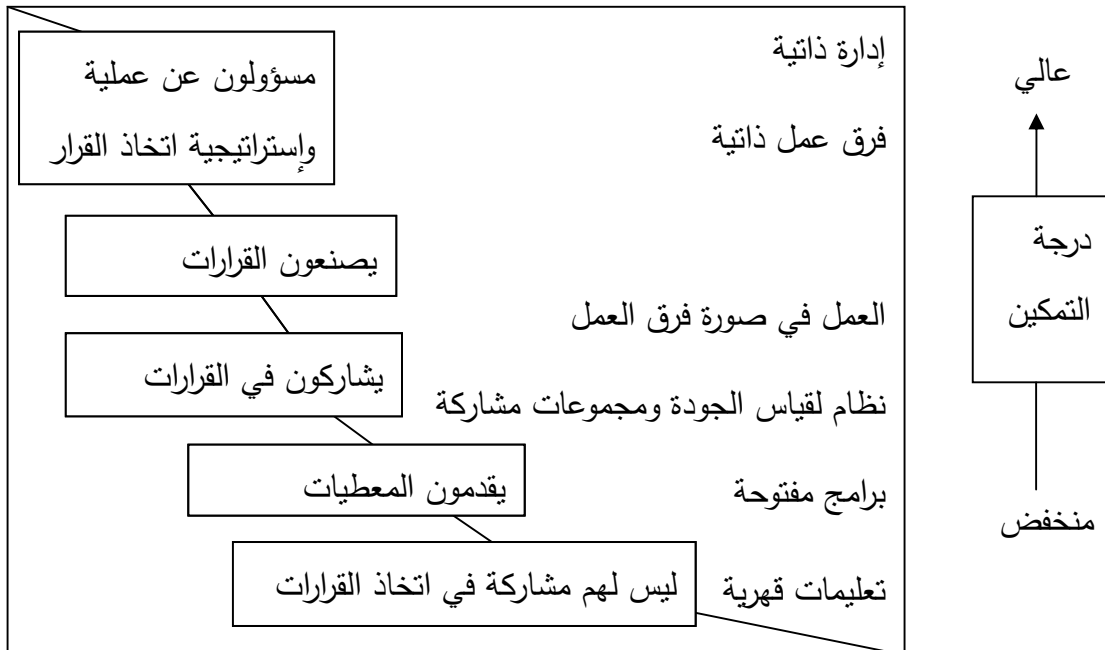 إدارة ذاتية
مسؤولون عن عملية
وإستراتيجية اتخاذ القرار
فرق عمل ذاتية
يصنعون القرارات
العمل في صورة فرق العمل
يشاركون في القرارات
نظام لقياس الجودة ومجموعات مشاركة
يقدمون المعطيات
برامج مفتوحة
ليس لهم مشاركة في اتخاذ القرارات
تعليمات قهرية
عالي
درجة
التمكين
منخفض